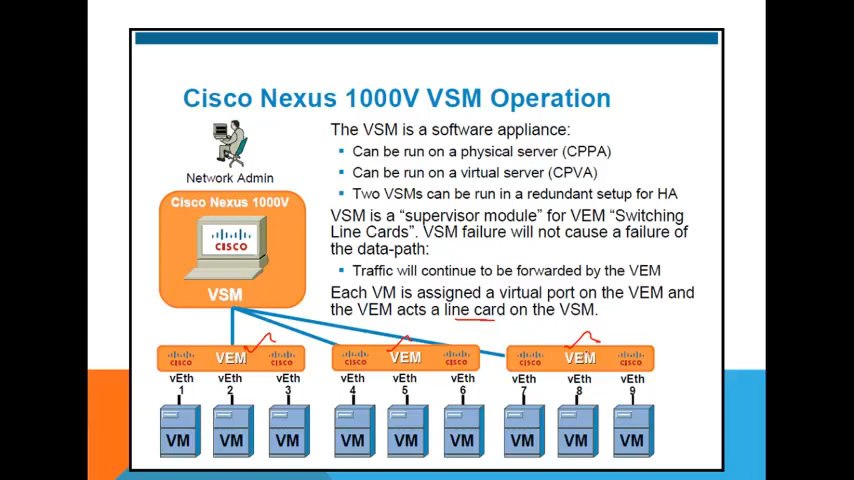 Cisco Nexus 1000V VSM Operation
The VSM is a software appliance:
Can be run on a physical server (CPPA)
Can be run on a virtual server (CPVA)
Two VSMs can be run in a redundant setup for HA
VSM is a “supervisor module” for VEM “Switching
Line Cards”. VSM failure will not cause a failure of
the data-path:
Traffic will continue to be forwarded by the VEM
Each VM is assigned a virtual port on the VEM and
the VEM acts a line card on the VSM.
Network Admin
Cisco Nexus 1000V
CISCO
VSM
CISCO VEM CISCO
CISCO VEM CISCO
CISCO VEM CISCO
vEth vEth vEth vEth vEth vEth vEth vEth vEth
1 2 3 4 5 6 7 8 9
VM VM VM VM VM VM VM VM VM